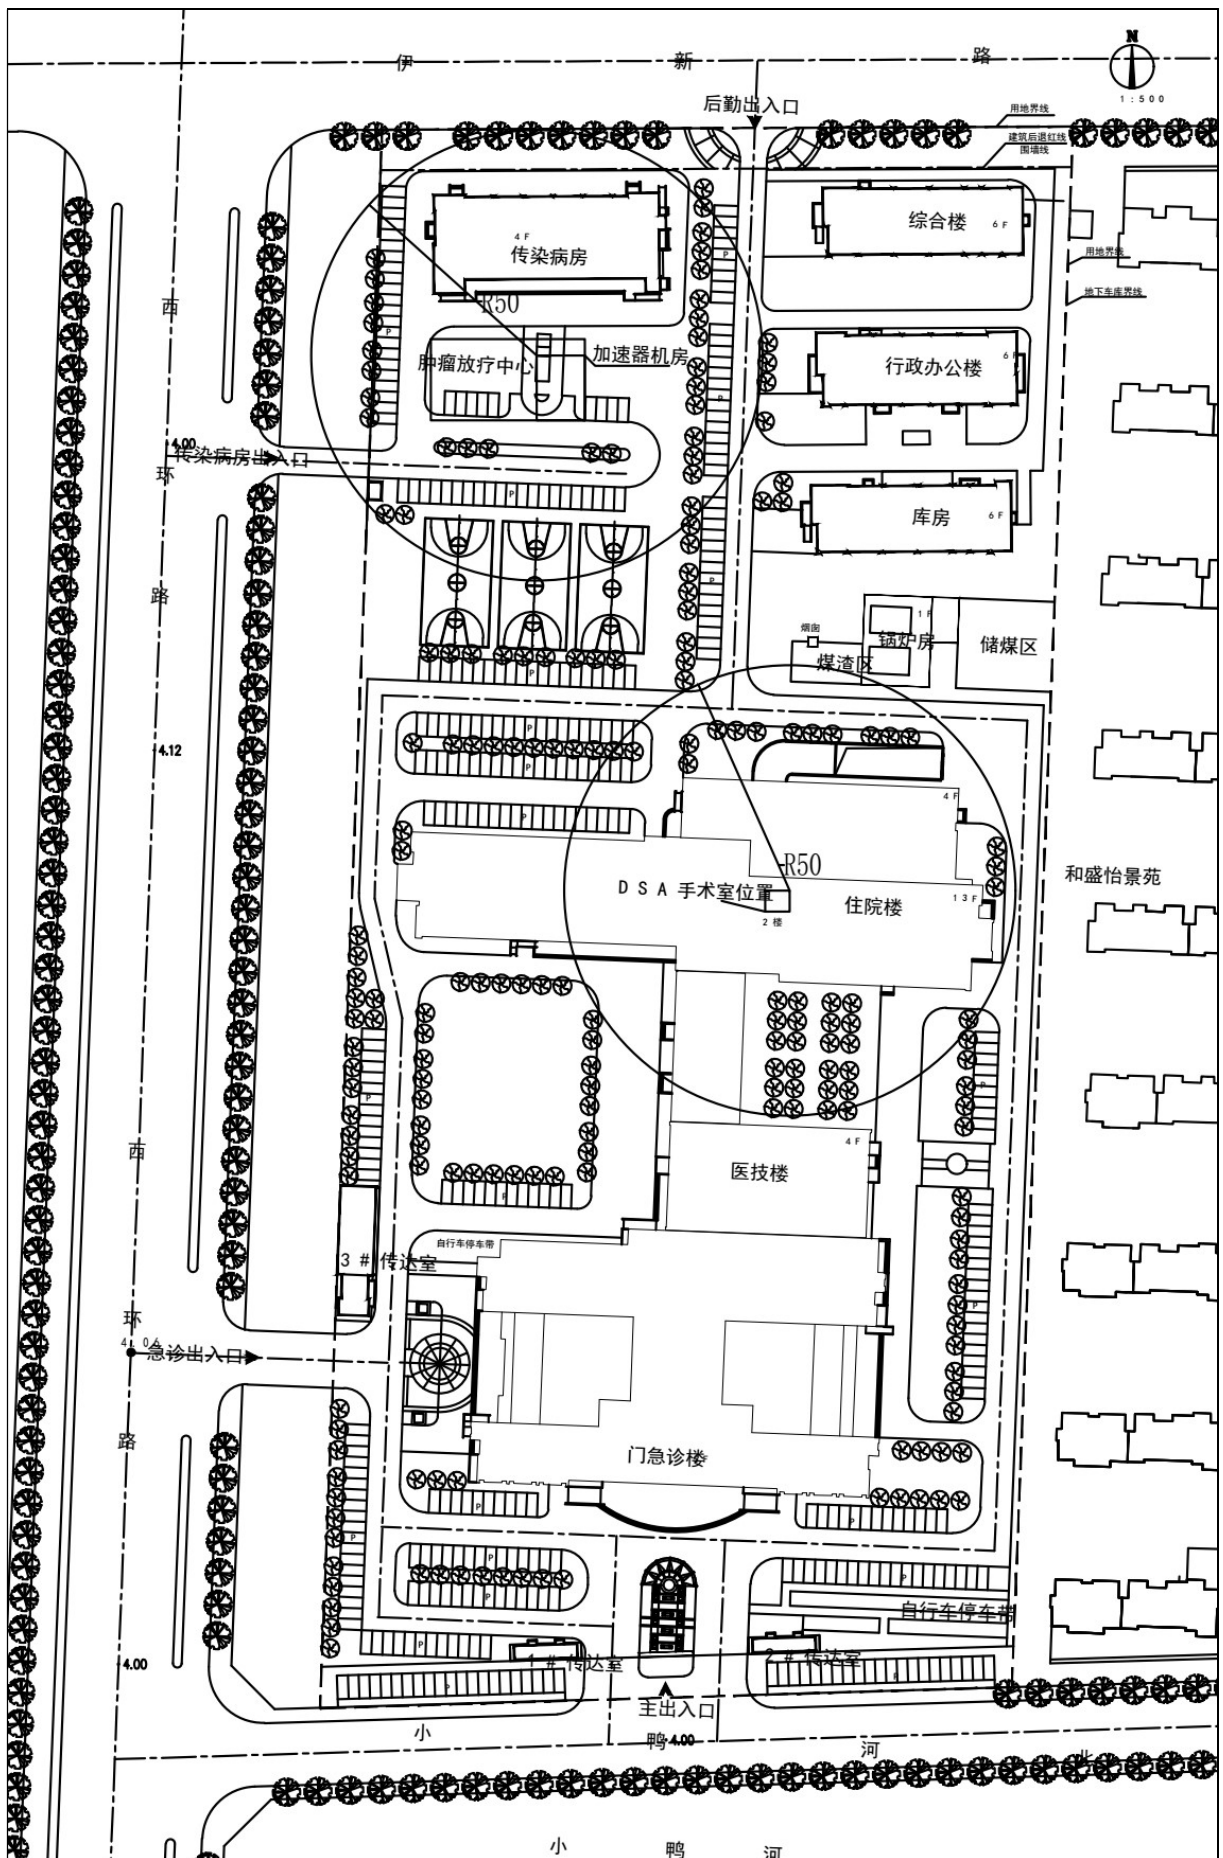 伊 新 路
N
1:500
后勤出入口
用地界线
建筑后退红线
围墙线
综合楼
6F
4F
传染病房
用地界线
地下车库界线
西
R50
P
加速器机房
肿瘤放疗中心
行政办公楼
6F
P
P
4.00
传染病房出入口
环
P
库房
6F
路
P
1F
烟囱
锅炉房
储煤区
煤渣区
P
P
4.12
P
4F
P
R50
和盛怡景苑
DSA手术室位置
住院楼
13F
2楼
P
P
4F
西
医技楼
P
自行车停车带
3#传达室
环
4.06
急诊出入口
P
路
门急诊楼
P
P
P
P
P
P
自行车停车带
4.00
P
1#传达室
2#传达室
P
P
主出入口
小 鸭 河 北
4.00
小 鸭 河